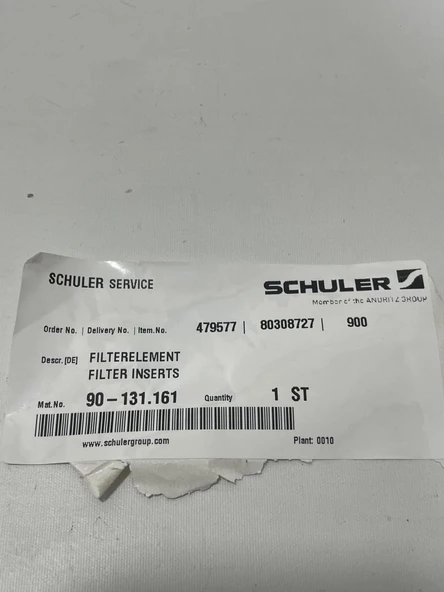 SCHULER SERVICE
SCHULER
Member of the ANDRITZ GROUP
Order No. | Delivery No. | Item.No. 479577 | 80308727 | 900
Descr.[DE] FILTERELEMENT
FILTER INSERTS
Mat.No. 90-131.161 Quantity 1 ST
www.schulergroup.com Plant: 0010